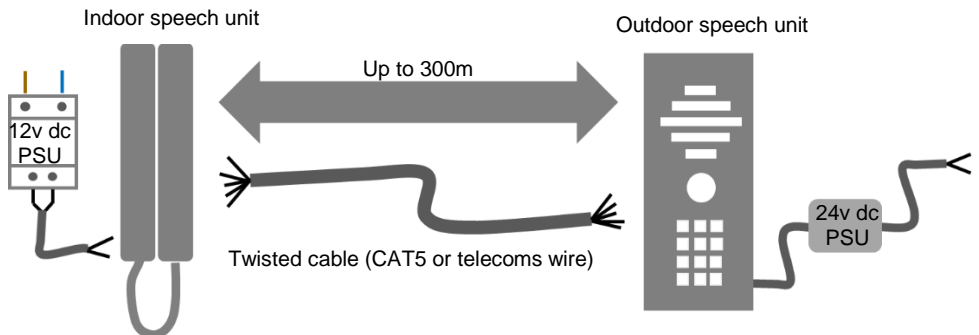 Indoor speech unit
Outdoor speech unit
Up to 300m
12v dc
PSU
24v dc
PSU
Twisted cable (CAT5 or telecoms wire)